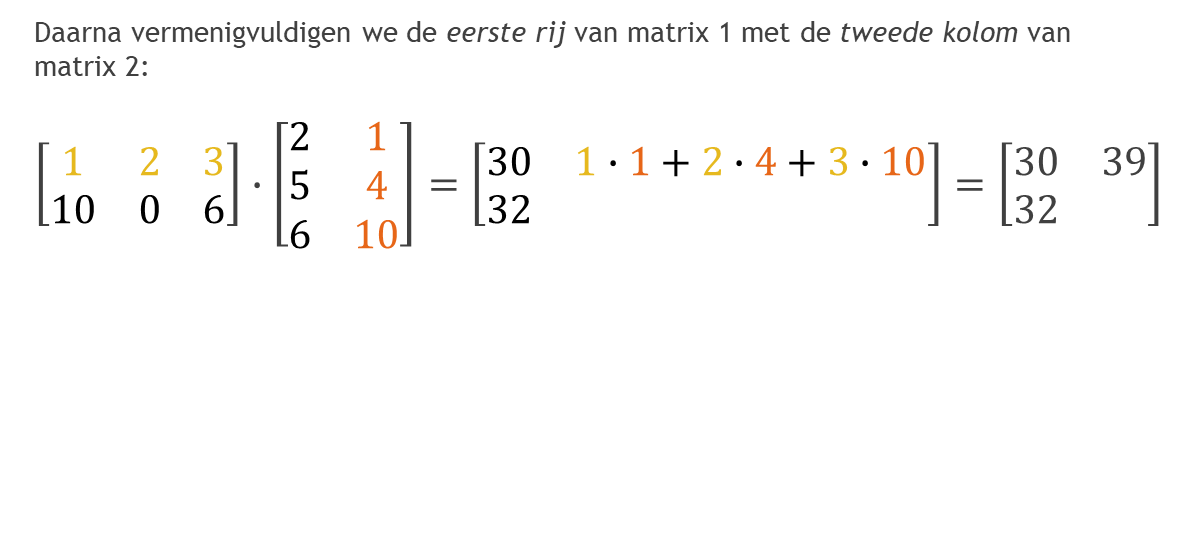 Daarna vermenigvuldigen we de eerste rij van matrix 1 met de tweede kolom van
matrix 2:
[1 2 3; 10 0 6] · [2 1; 5 4; 6 10] = [30 1 · 1 + 2 · 4 + 3 · 10; 32] = [30 39; 32]